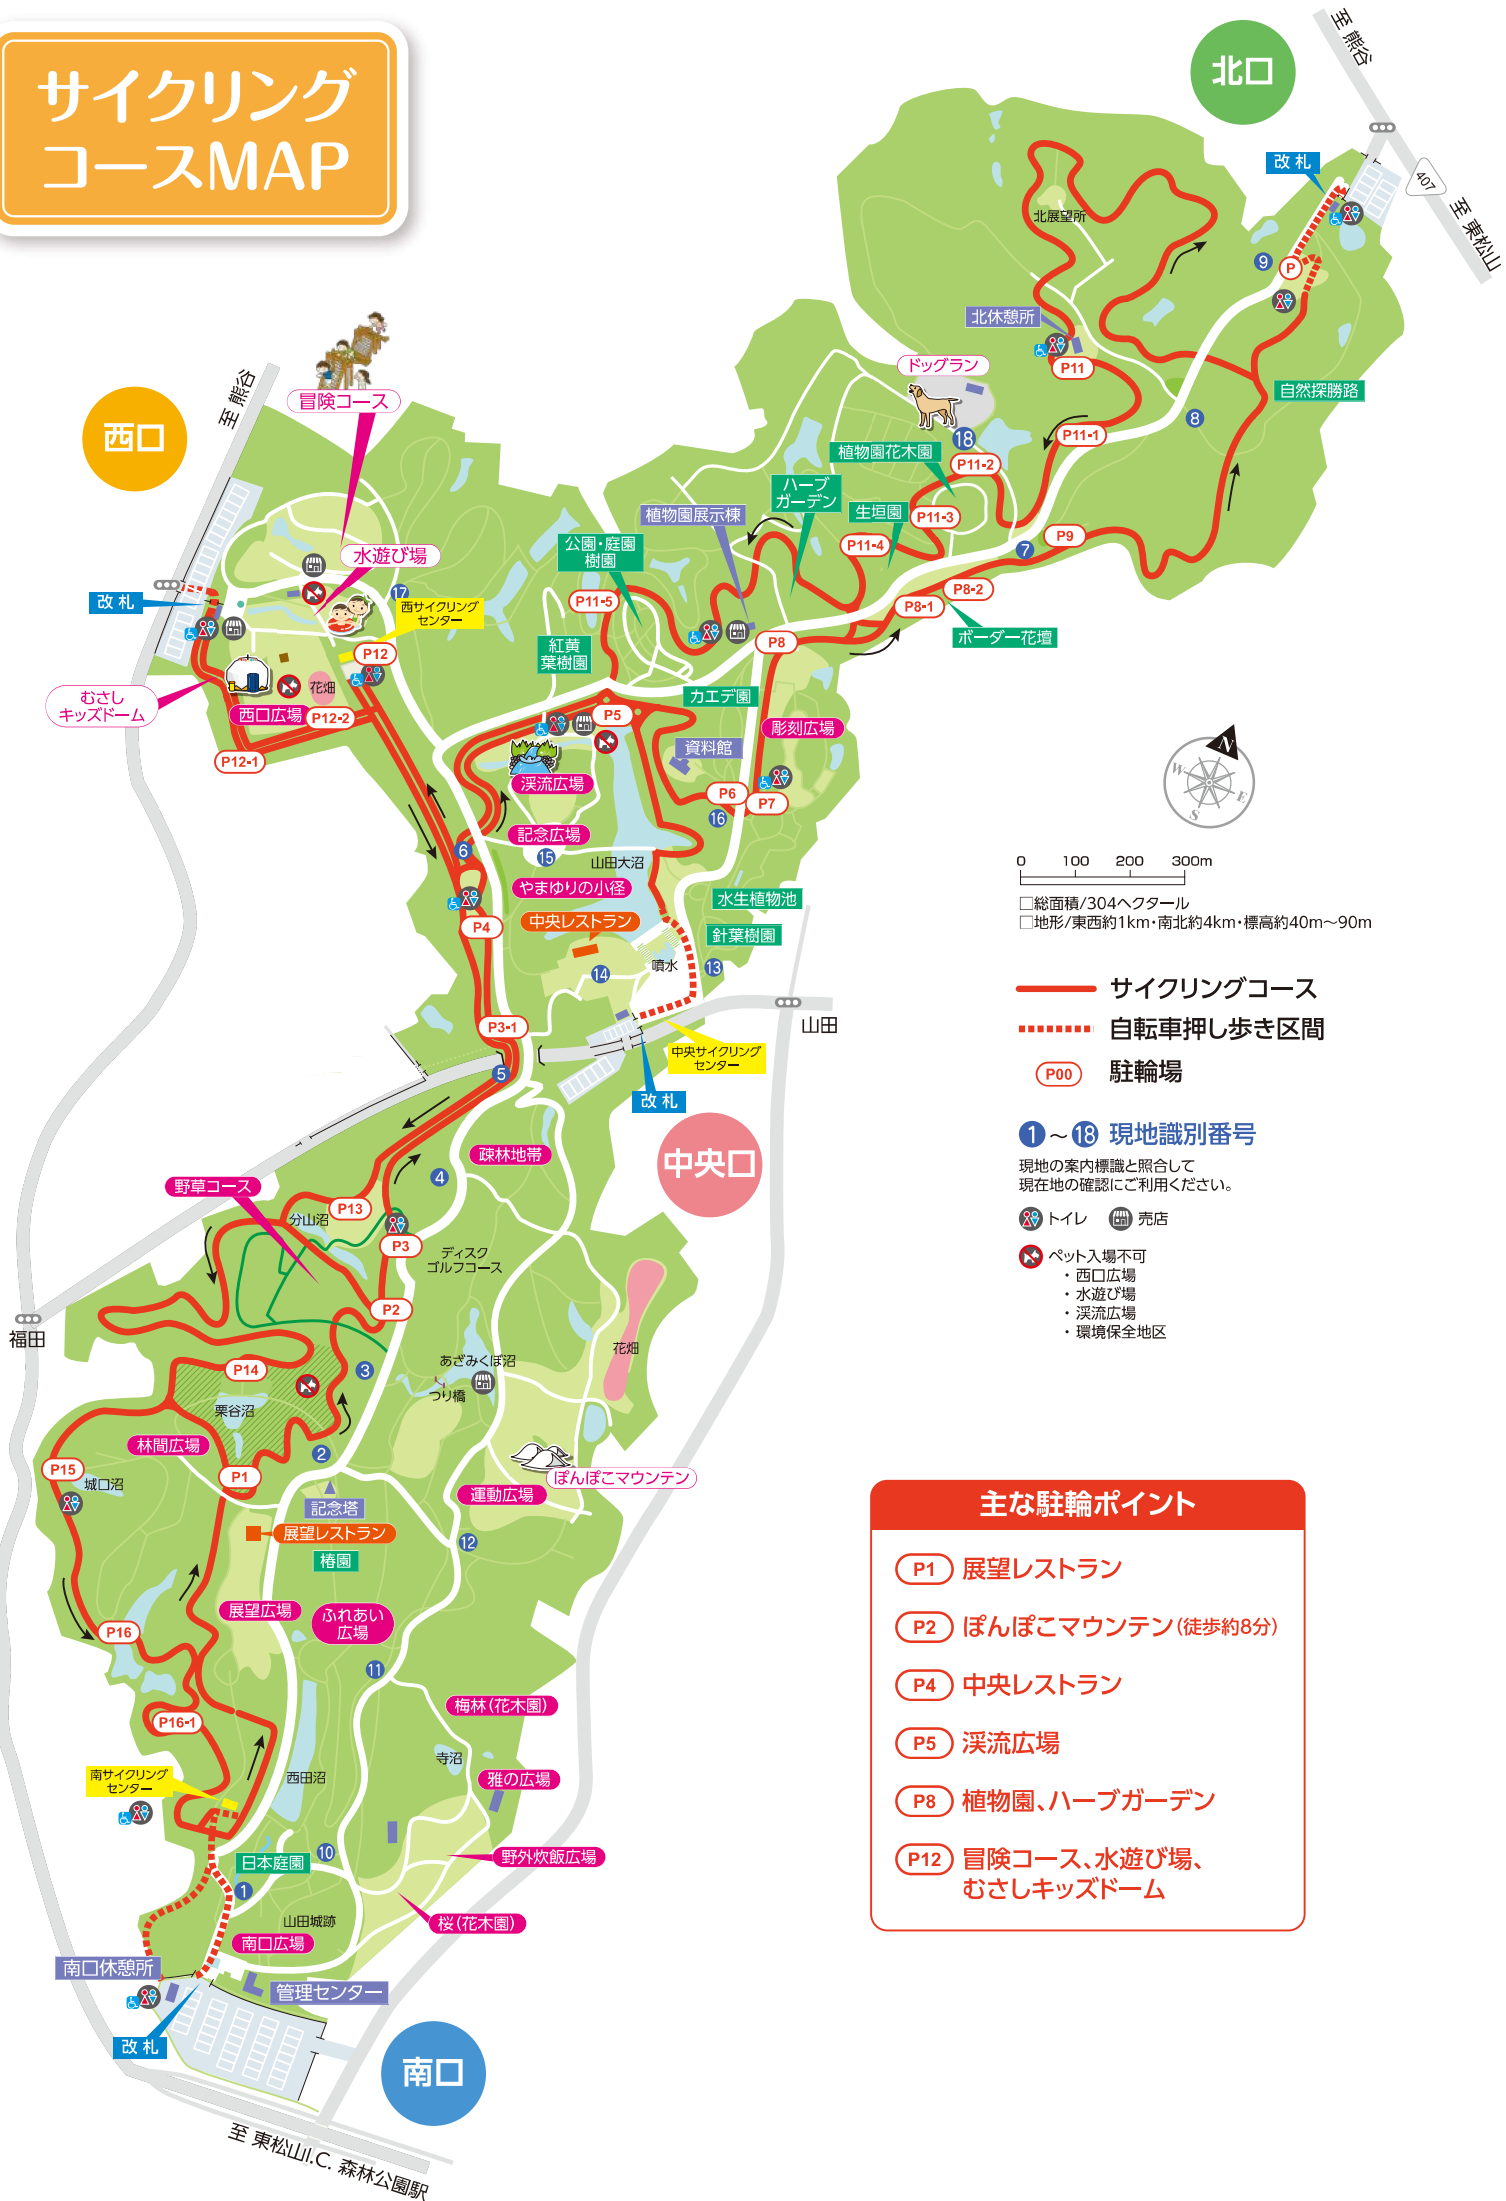 サイクリング
コースMAP
北口
至 熊谷
改 札
407
至 東松山
9
P
北展望所
北休憩所
P11
自然探勝路
8
ドッグラン
18
P11-1
植物園花木園
P11-2
ハーブ
ガーデン
生垣園
P11-3
植物園展示棟
P11-4
7
P9
公園・庭園
樹園
P11-5
P8-2
P8-1
ボーダー花壇
P8
紅黄
葉樹園
カエデ園
西口
至 熊谷
冒険コース
水遊び場
17
改 札
西サイクリング
センター
P12
むさし
キッズドーム
花畑
西口広場
P12-2
P12-1
P5
彫刻広場
資料館
渓流広場
P6
P7
16
記念広場
6
15
山田大沼
やまゆりの小径
中央レストラン
P4
水生植物池
針葉樹園
噴水
13
14
P3-1
山田
中央サイクリング
センター
5
改 札
中央口
N
W
E
S
0 100 200 300m
□総面積/304ヘクタール
□地形/東西約1km・南北約4km・標高約40m〜90m
サイクリングコース
自転車押し歩き区間
P00 駐輪場
1〜18 現地識別番号
現地の案内標識と照合して
現在地の確認にご利用ください。
トイレ 売店
ペット入場不可
・西口広場
・水遊び場
・渓流広場
・環境保全地区
疎林地帯
4
野草コース
分山沼
P13
P3
ディスク
ゴルフコース
P2
福田
花畑
あざみくぼ沼
つり橋
3
P14
栗谷沼
林間広場
2
P1
P15
城口沼
ぽんぽこマウンテン
運動広場
記念塔
展望レストラン
12
椿園
展望広場
ふれあい
広場
P16
11
梅林(花木園)
P16-1
寺沼
西田沼
雅の広場
南サイクリング
センター
10
日本庭園
野外炊飯広場
1
山田城跡
桜(花木園)
南口広場
南口休憩所
管理センター
改 札
南口
至 東松山I.C. 森林公園駅
主な駐輪ポイント
P1 展望レストラン
P2 ぽんぽこマウンテン(徒歩約8分)
P4 中央レストラン
P5 渓流広場
P8 植物園、ハーブガーデン
P12 冒険コース、水遊び場、
むさしキッズドーム